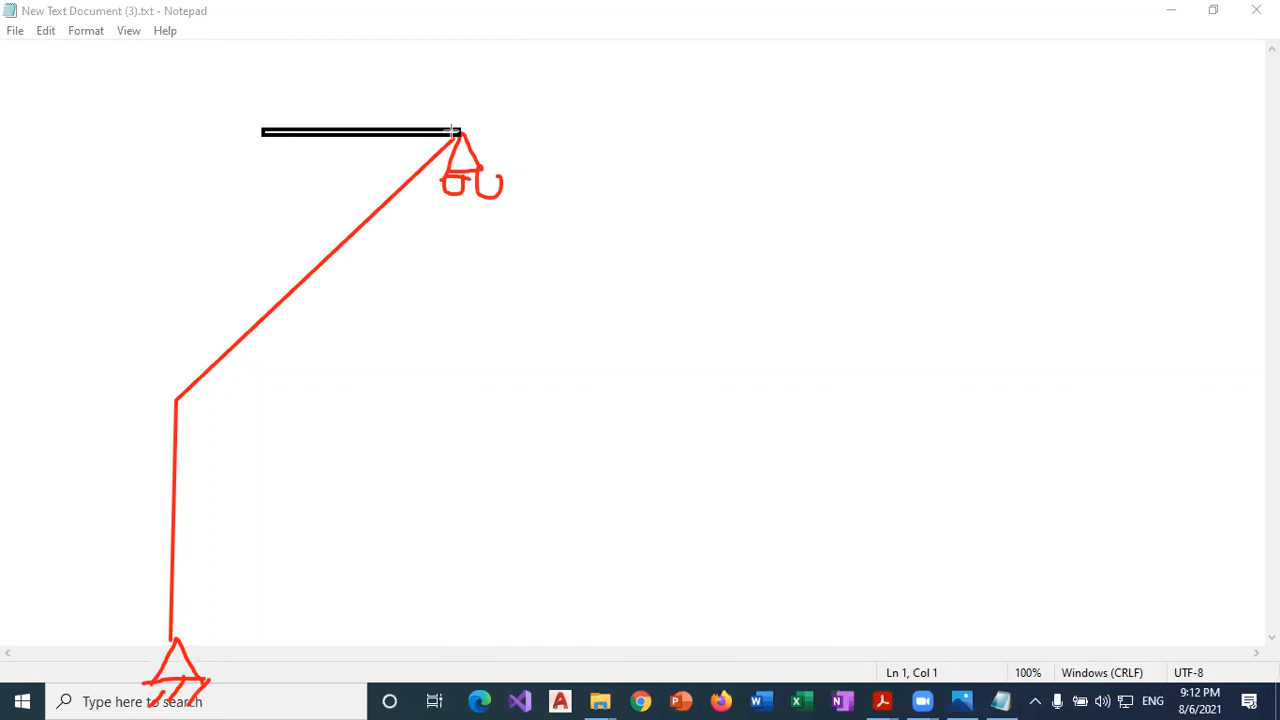 New Text Document (3).txt - Notepad
File Edit Format View Help
Ln 1, Col 1 100% Windows (CRLF) UTF-8
Type here to search
ENG
9:12 PM
8/6/2021